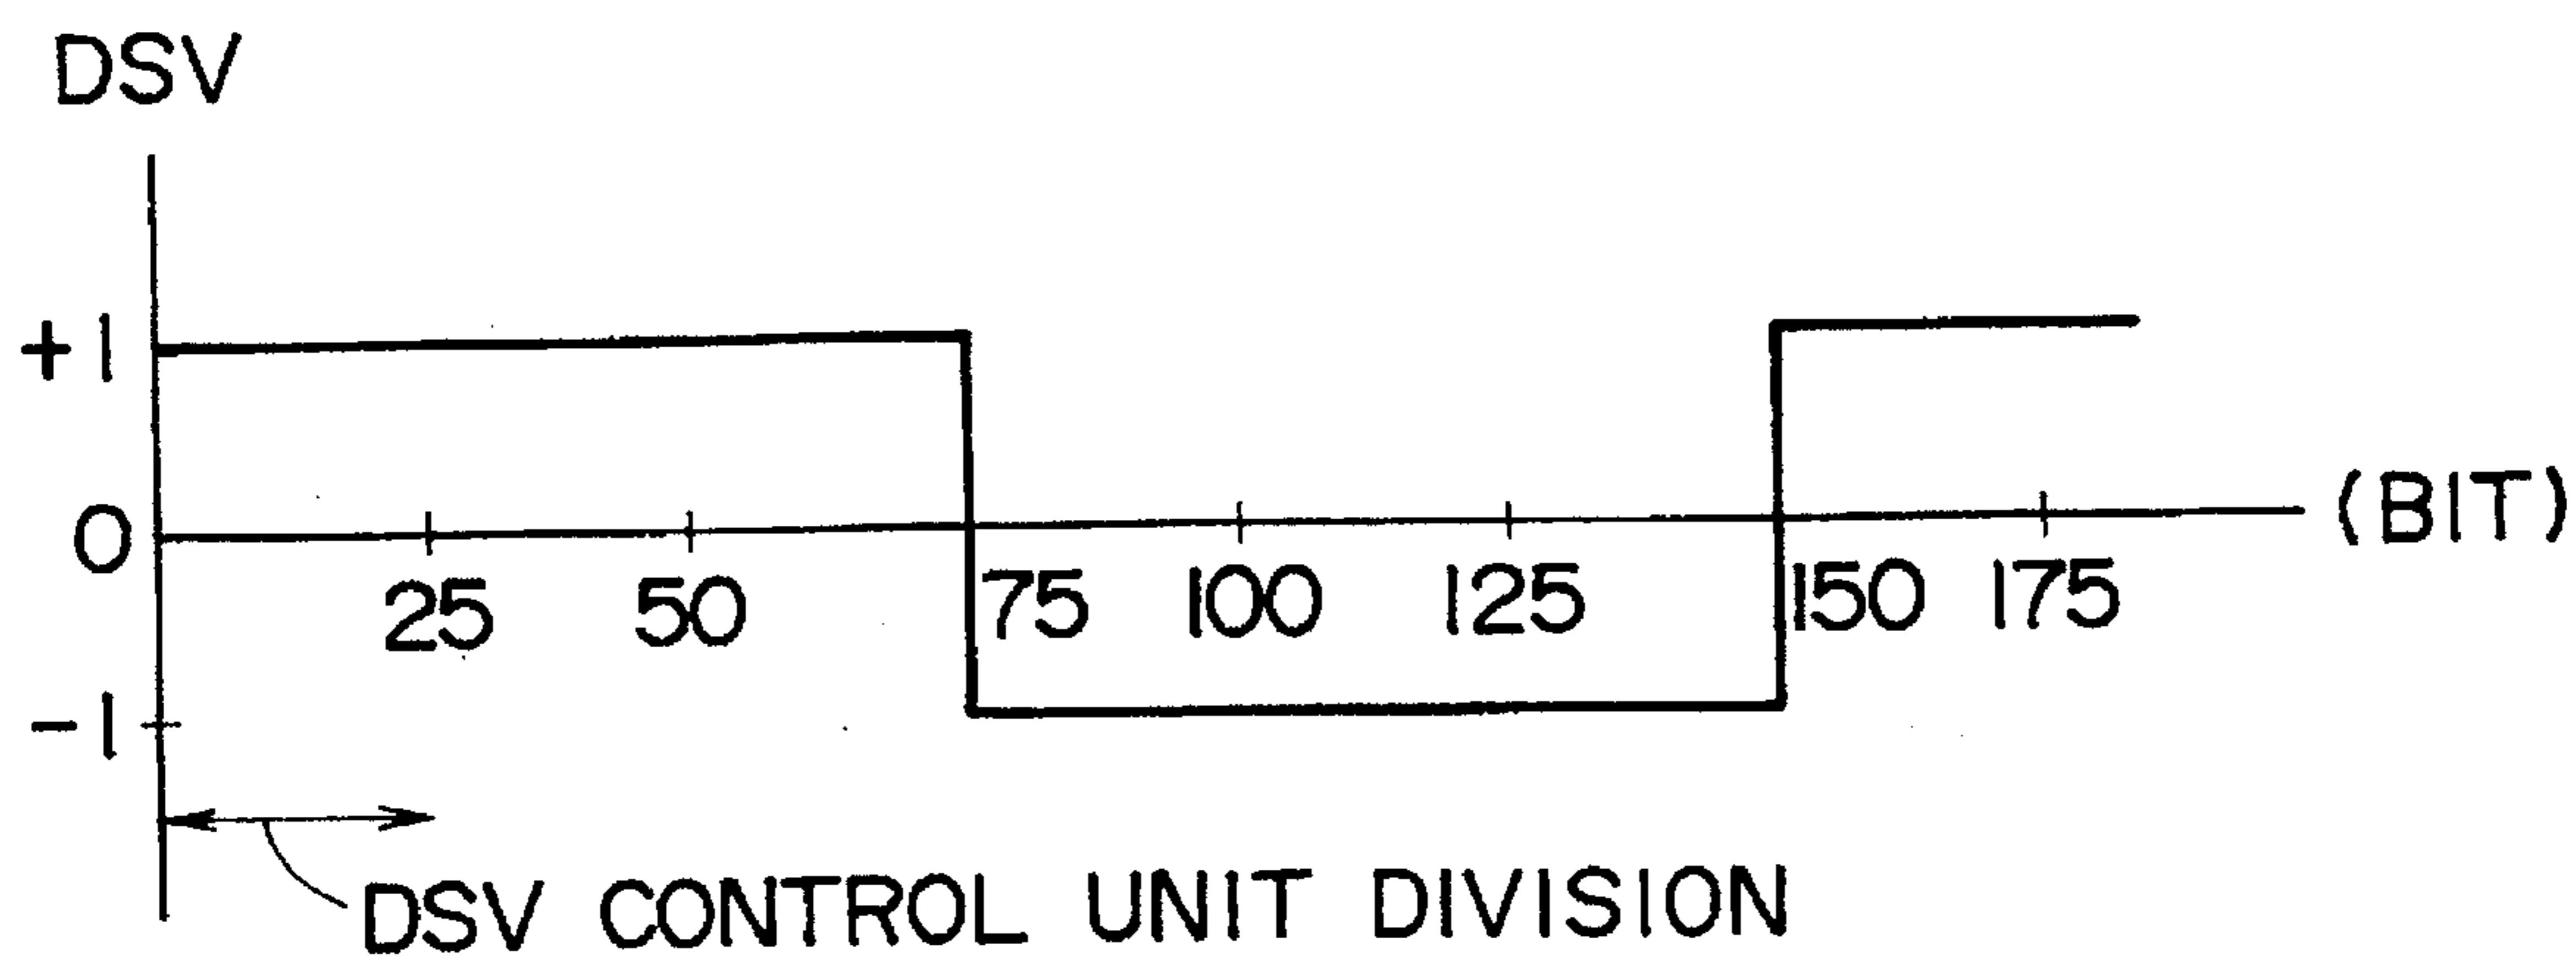 DSV
+1
0
-1
25 50 75 100 125 150 175
(BIT)
DSV CONTROL UNIT DIVISION